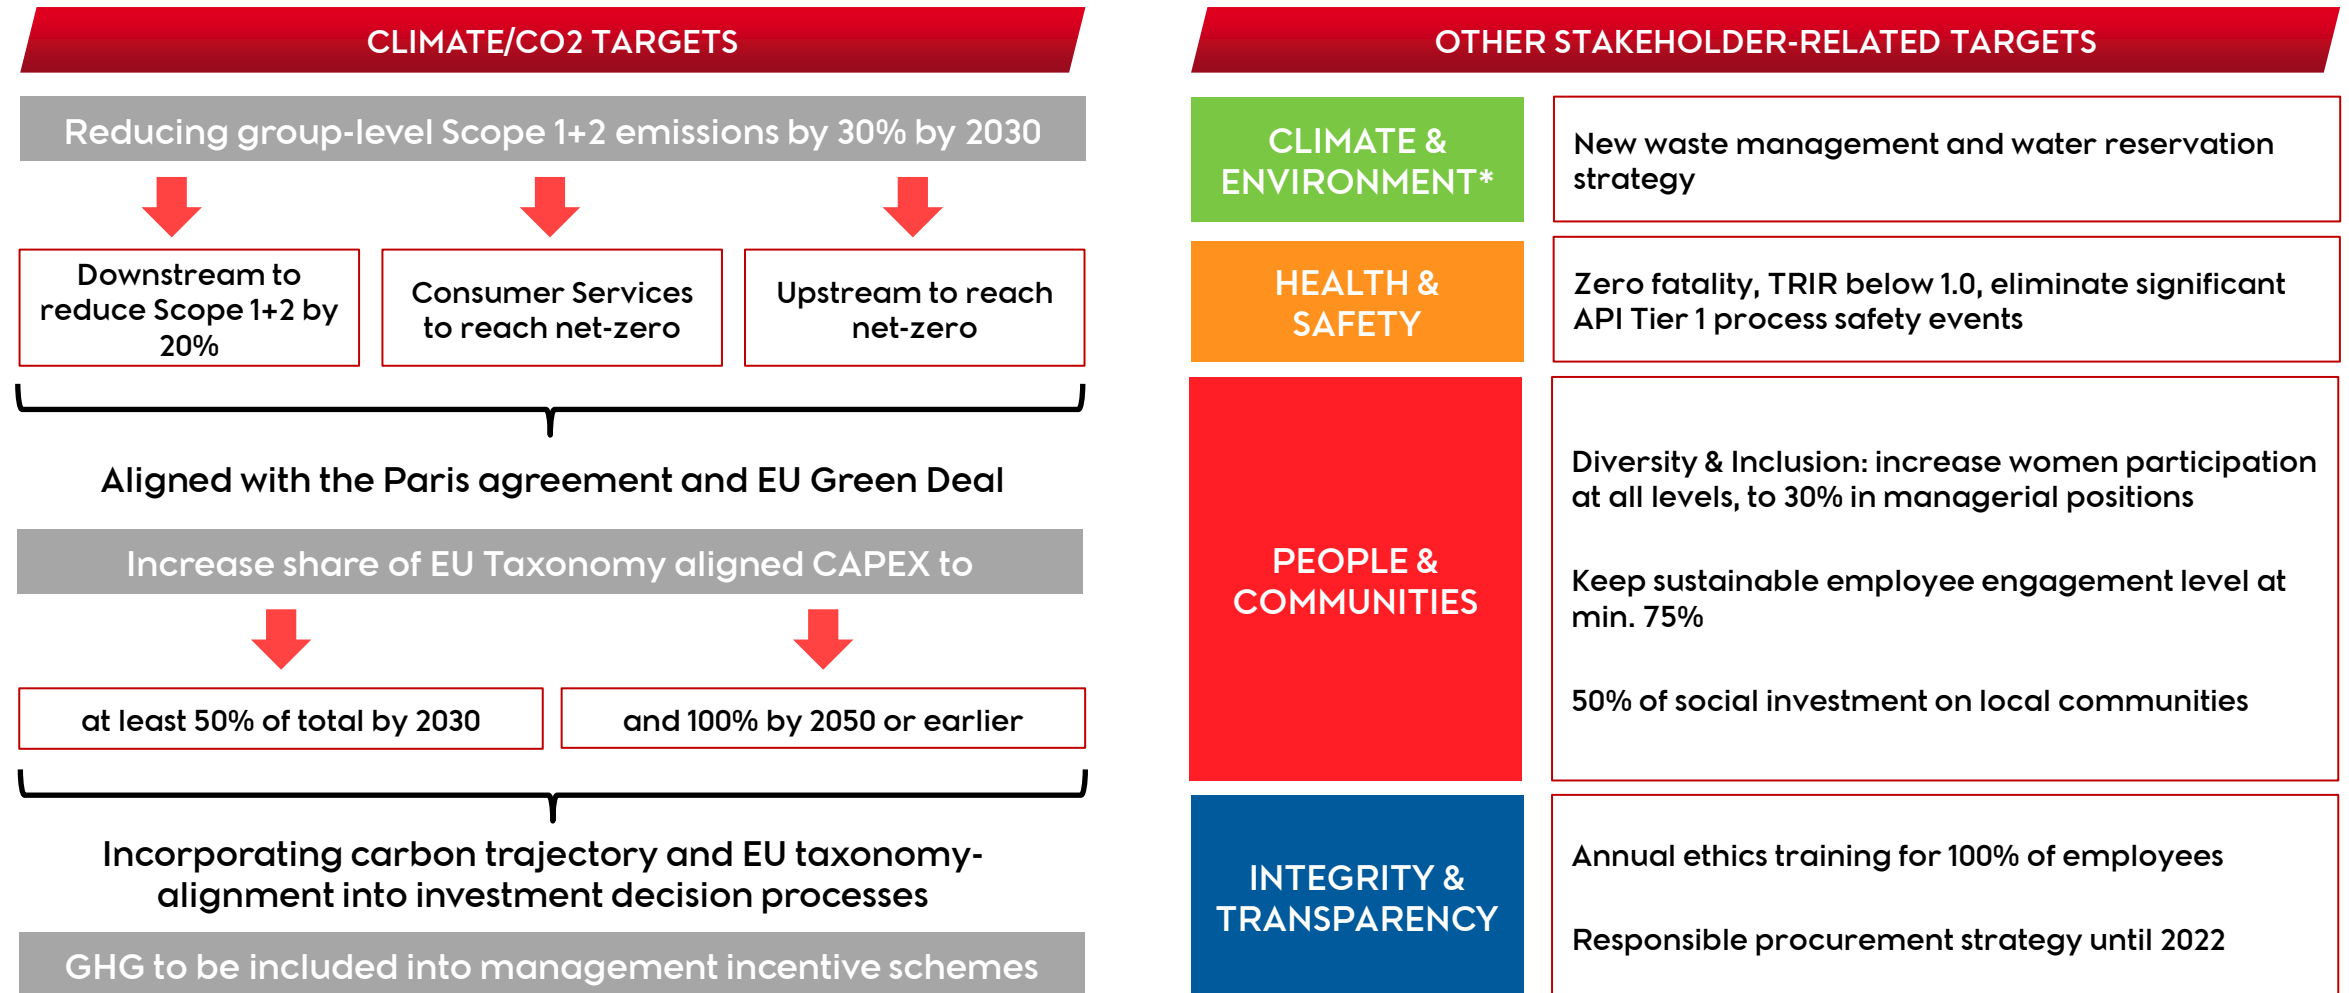 CLIMATE/CO2 TARGETS
Reducing group-level Scope 1+2 emissions by 30% by 2030
Downstream to
reduce Scope 1+2 by
20%
Consumer Services
to reach net-zero
Upstream to reach
net-zero
Aligned with the Paris agreement and EU Green Deal
Increase share of EU Taxonomy aligned CAPEX to
at least 50% of total by 2030
and 100% by 2050 or earlier
Incorporating carbon trajectory and EU taxonomy-
alignment into investment decision processes
GHG to be included into management incentive schemes
OTHER STAKEHOLDER-RELATED TARGETS
CLIMATE &
ENVIRONMENT*
New waste management and water reservation
strategy
HEALTH &
SAFETY
Zero fatality, TRIR below 1.0, eliminate significant
API Tier 1 process safety events
PEOPLE &
COMMUNITIES
Diversity & Inclusion: increase women participation
at all levels, to 30% in managerial positions
Keep sustainable employee engagement level at
min. 75%
50% of social investment on local communities
INTEGRITY &
TRANSPARENCY
Annual ethics training for 100% of employees
Responsible procurement strategy until 2022